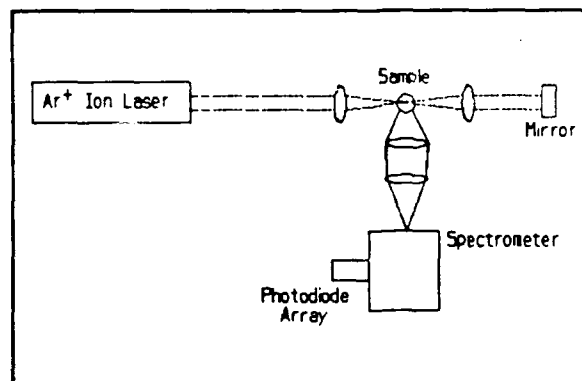 Sample
Ar⁺ Ion Laser
Mirror
Spectrometer
Photodiode
Array